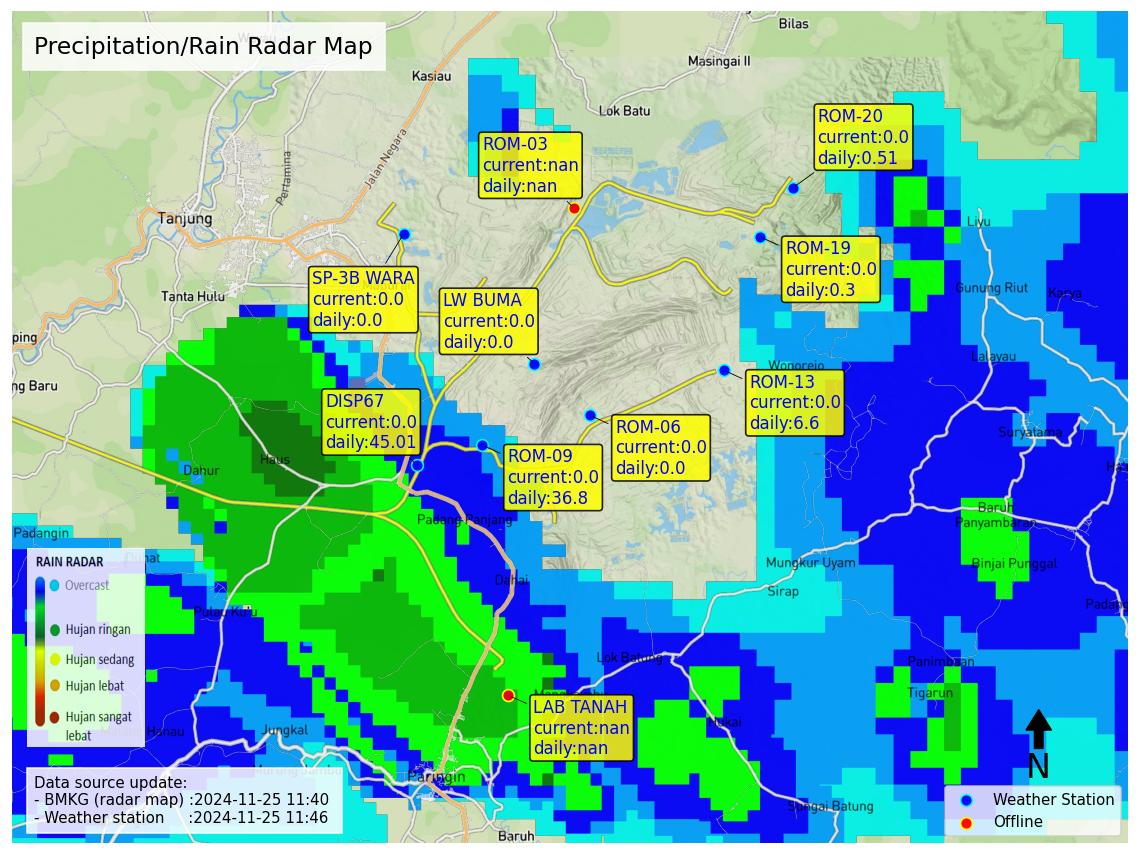 Precipitation/Rain Radar Map
Bilas
Masingai II
Kasiau
Lok Batu
Jalan Negara
Pertamina
Tanjung
Tanta Hulu
ROM-03
current:nan
daily:nan
ROM-20
current:0.0
daily:0.51
Liyu
ROM-19
current:0.0
daily:0.3
SP-3B WARA
current:0.0
daily:0.0
LW BUMA
current:0.0
daily:0.0
Gunung Riut
Karya
ping
ng Baru
Lalayau
Wonorejo
ROM-13
current:0.0
daily:6.6
DISP67
current:0.0
daily:45.01
ROM-06
current:0.0
daily:0.0
Suryatama
Ha
Haus
Dahur
ROM-09
current:0.0
daily:36.8
Padang Panjang
Baruh
Panyambaran
Padangin
Binjai Punggal
Mungkur Uyam
Dahai
Sirap
Padang
Pulau Ku'u
RAIN RADAR
Overcast
Hujan ringan
Hujan sedang
Hujan lebat
Hujan sangat
lebat
Lok Batung
Panimbaan
Tigarun
LAB TANAH
current:nan
daily:nan
Hukai
Hanau
Jungkal
Murung Jambu
Paringin
Sungai Batung
Baruh
N
Data source update:
- BMKG (radar map) :2024-11-25 11:40
- Weather station :2024-11-25 11:46
Weather Station
Offline